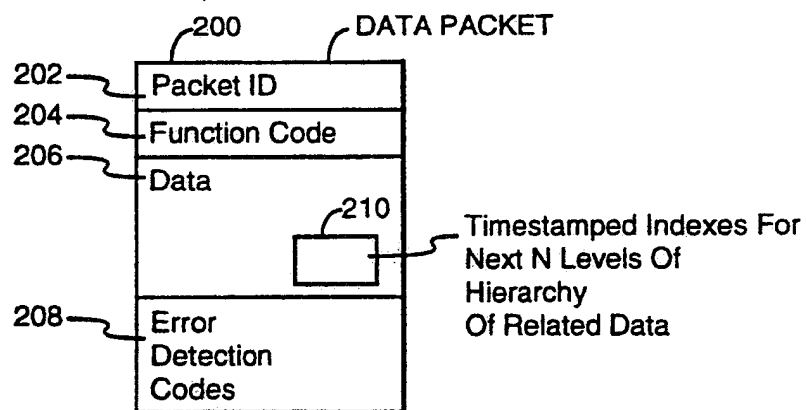 200
DATA PACKET
202
Packet ID
204
Function Code
206
Data
210
Timestamped Indexes For
Next N Levels Of
Hierarchy
Of Related Data
208
Error
Detection
Codes